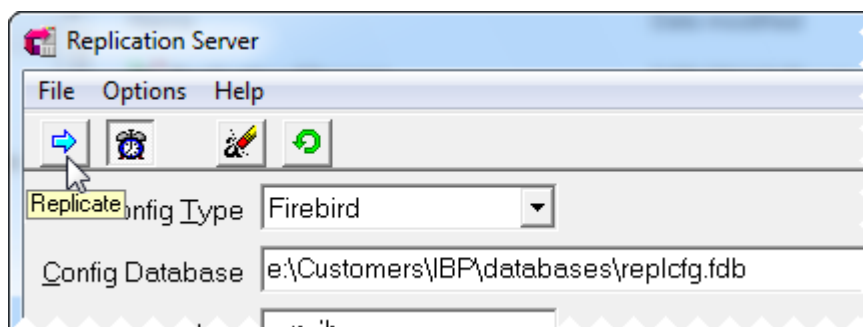 Replication Server
File Options Help
Replicate
onfig Type Firebird
Config Database e:\Customers\IBP\databases\replcfg.fdb